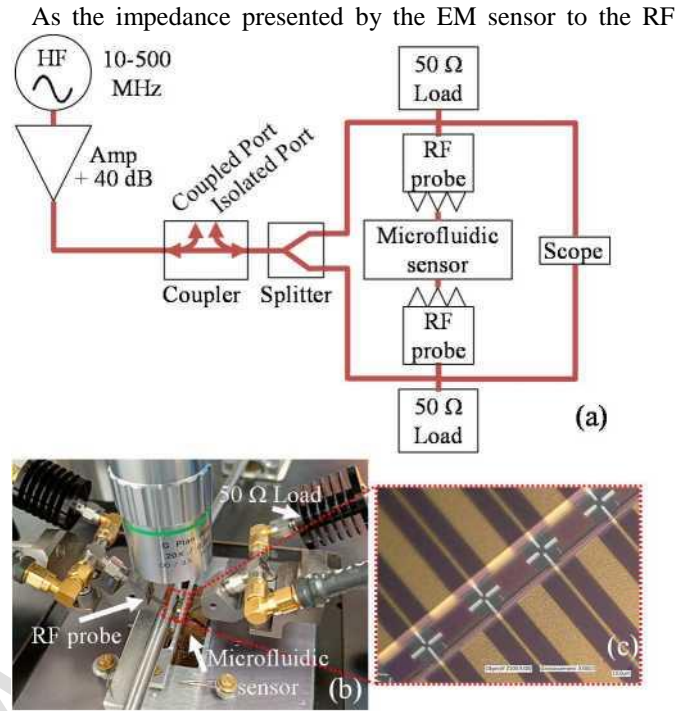 As the impedance presented by the EM sensor to the RF
HF
10-500
MHz
Amp
+ 40 dB
Coupled Port
Isolated Port
Coupler
Splitter
50 Ω
Load
RF
probe
Microfluidic
sensor
RF
probe
50 Ω
Load
Scope
(a)
50 Ω Load
RF probe
Microfluidic
sensor
(b)
(c)